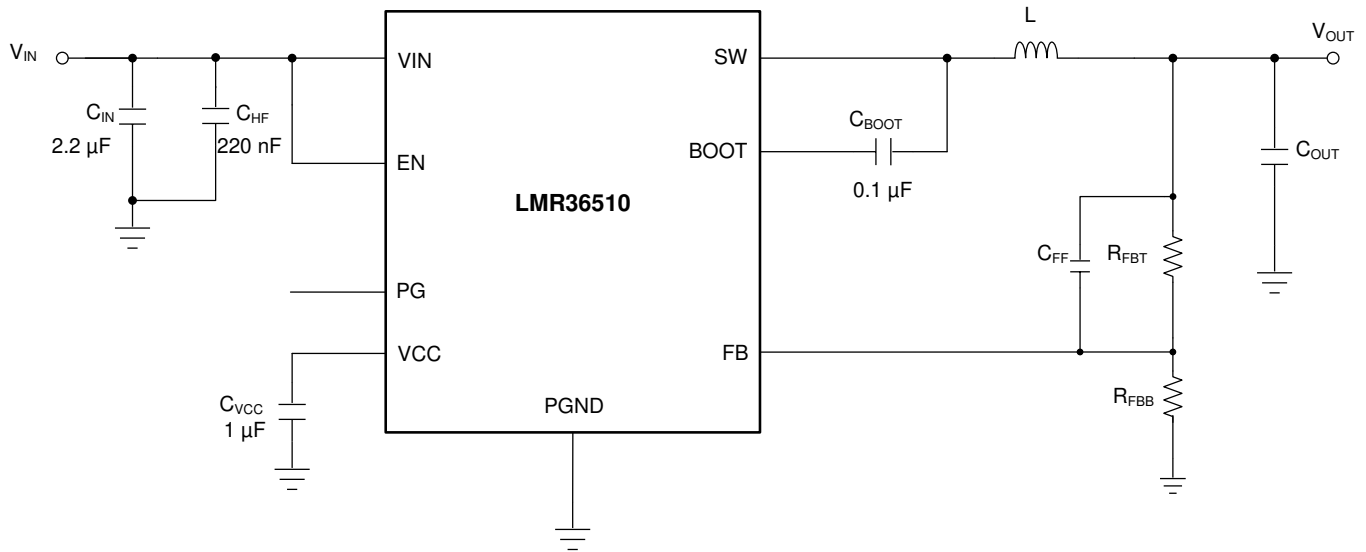 L
V_IN
VIN
SW
V_OUT
C_IN
2.2 µF
C_HF
220 nF
C_BOOT
BOOT
0.1 µF
C_OUT
EN
LMR36510
C_FF
R_FBT
PG
VCC
FB
C_VCC
1 µF
PGND
R_FBB